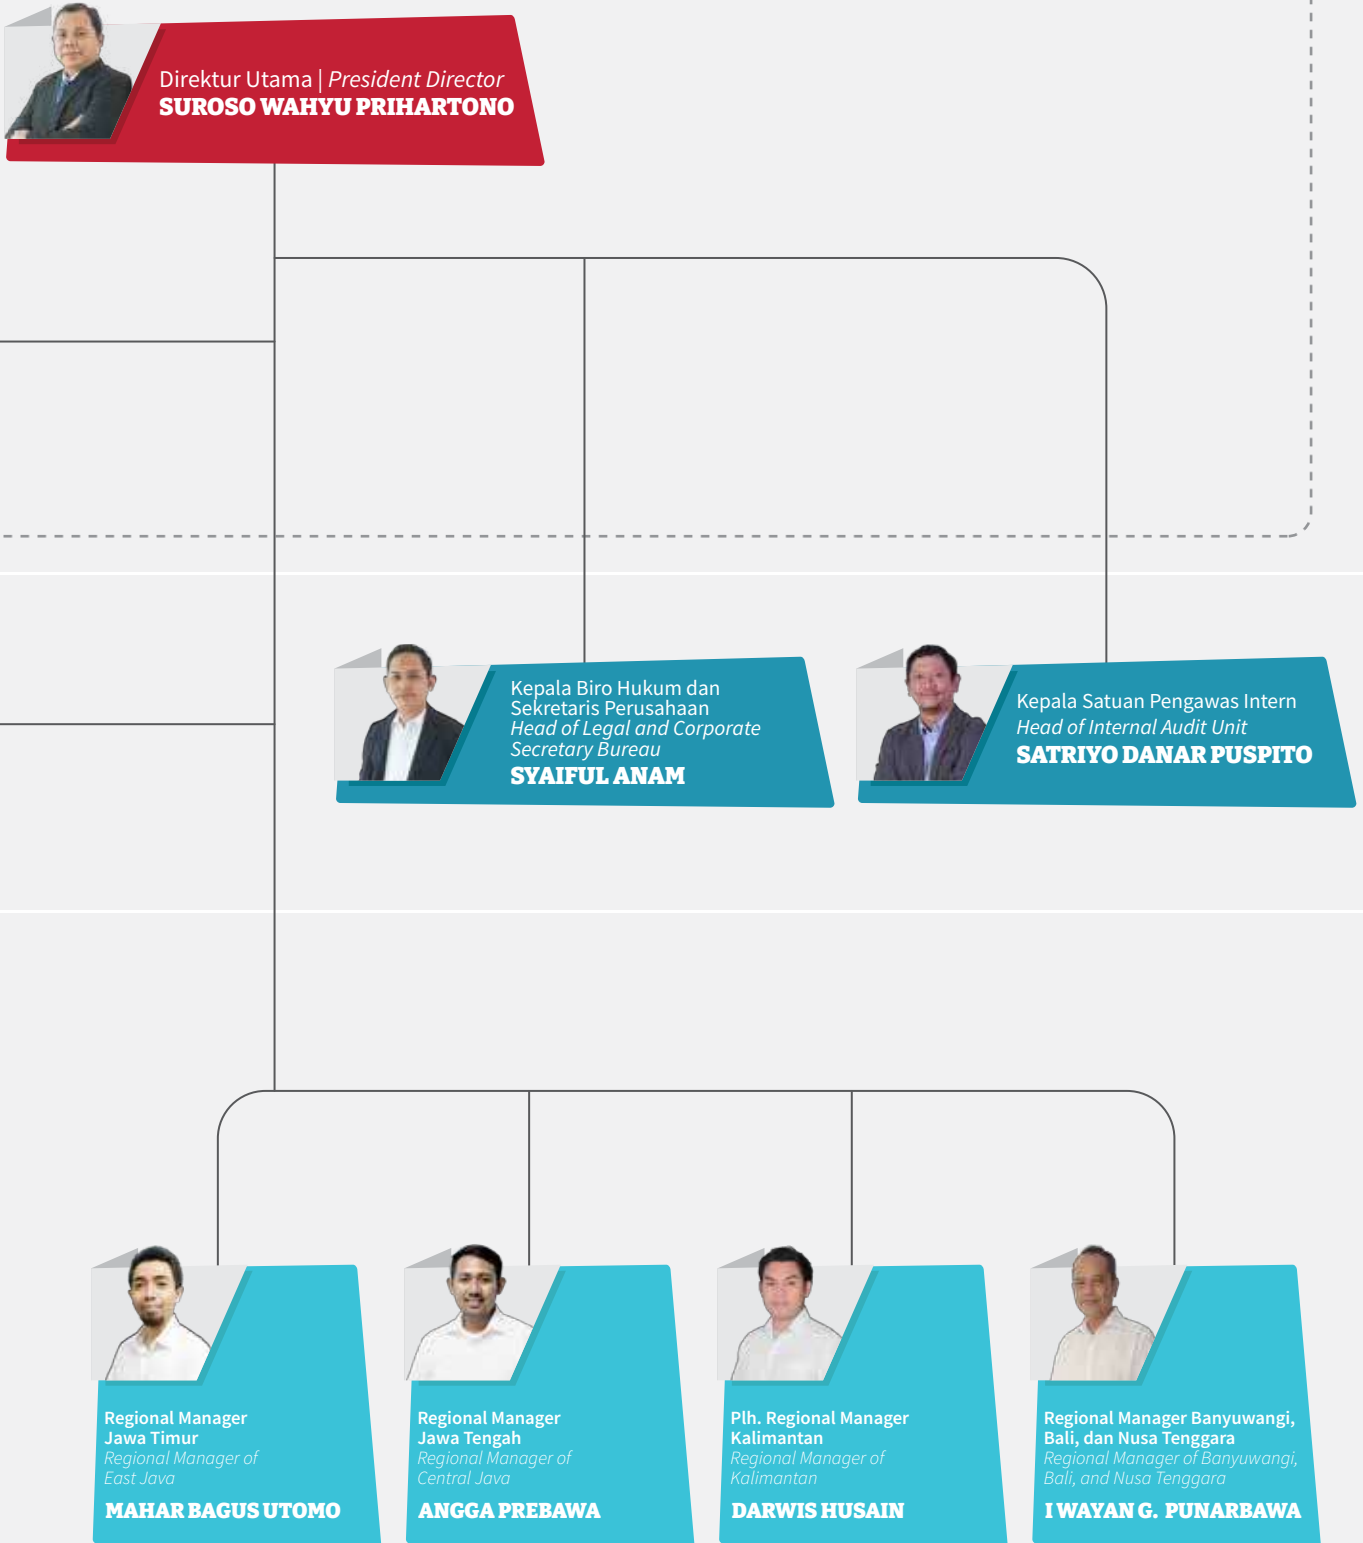 Direktur Utama | President Director
SUROSO WAHYU PRIHARTONO
Kepala Biro Hukum dan
Sekretaris Perusahaan
Head of Legal and Corporate
Secretary Bureau
SYAIFUL ANAM
Kepala Satuan Pengawas Intern
Head of Internal Audit Unit
SATRIYO DANAR PUSPITO
Regional Manager
Jawa Timur
Regional Manager of
East Java
MAHAR BAGUS UTOMO
Regional Manager
Jawa Tengah
Regional Manager of
Central Java
ANGGA PREBAWA
Plh. Regional Manager
Kalimantan
Regional Manager of
Kalimantan
DARWIS HUSAIN
Regional Manager Banyuwangi,
Bali, dan Nusa Tenggara
Regional Manager of Banyuwangi,
Bali, and Nusa Tenggara
I WAYAN G. PUNARBAWA